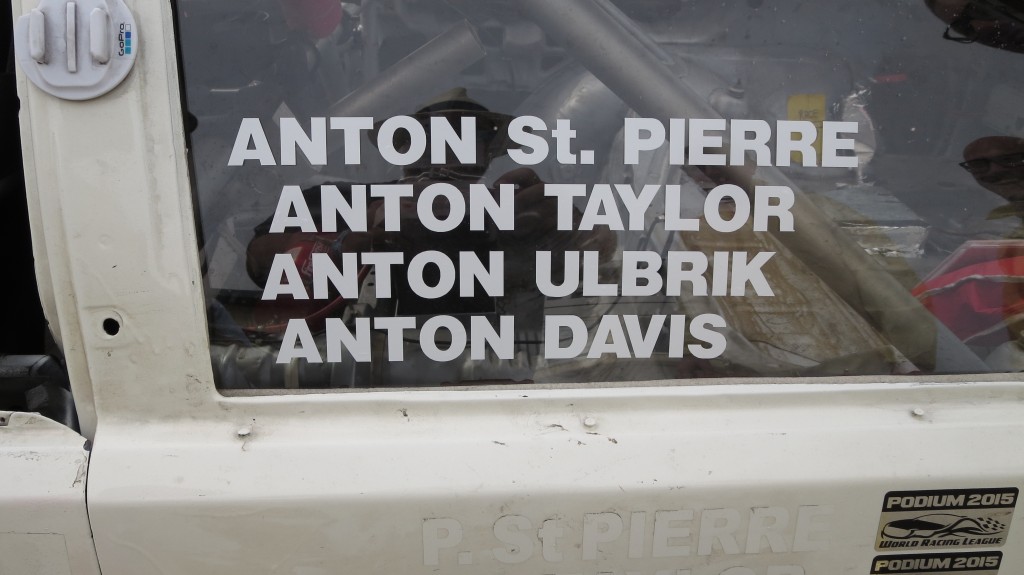 GoPro
ANTON St. PIERRE
ANTON TAYLOR
ANTON ULBRIK
ANTON DAVIS
P. St PIERRE
PODIUM 2015
WORLD RACING LEAGUE
PODIUM 2015